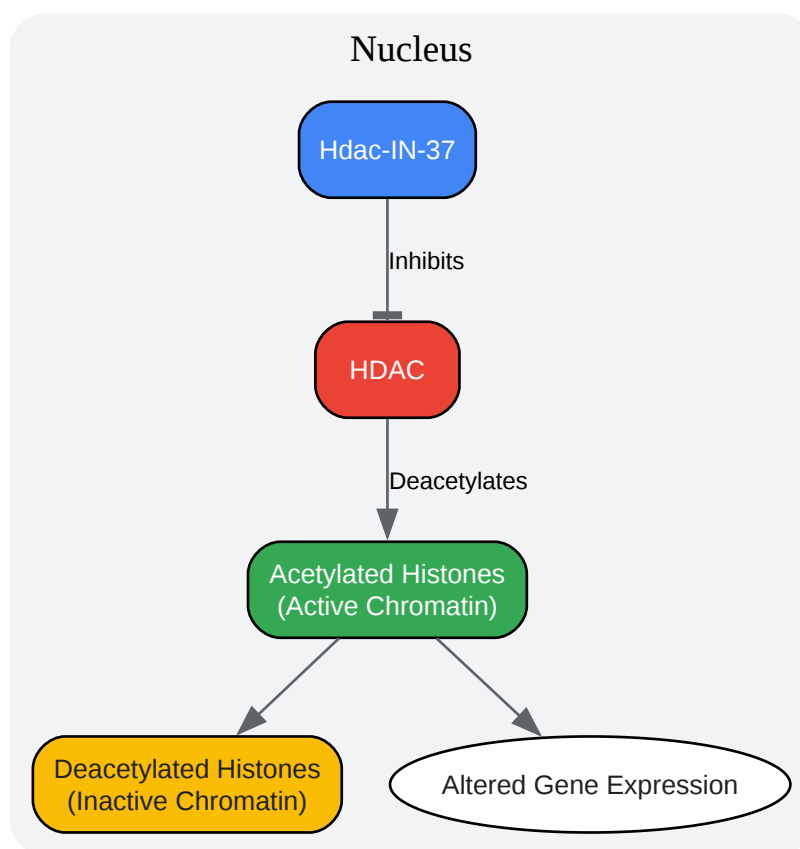 Nucleus
Hdac-IN-37
Inhibits
HDAC
Deacetylates
Acetylated Histones
(Active Chromatin)
Deacetylated Histones
(Inactive Chromatin)
Altered Gene Expression